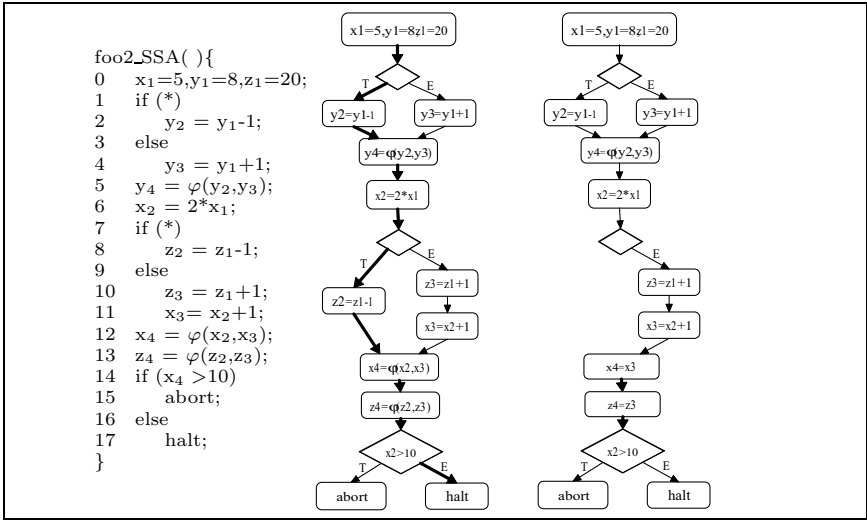 foo2_SSA( ){
0 x₁=5,y₁=8,z₁=20;
1 if (*)
2 y₂ = y₁-1;
3 else
4 y₃ = y₁+1;
5 y₄ = φ(y₂,y₃);
6 x₂ = 2*x₁;
7 if (*)
8 z₂ = z₁-1;
9 else
10 z₃ = z₁+1;
11 x₃= x₂+1;
12 x₄ = φ(x₂,x₃);
13 z₄ = φ(z₂,z₃);
14 if (x₄ >10)
15 abort;
16 else
17 halt;
}
x1=5,y1=8z1=20
T E
y2=y1-1 y3=y1+1
y4=φ(y2,y3)
x2=2*x1
T E
z3=z1+1
z2=z1-1
x3=x2+1
x4=φ(x2,x3)
z4=φ(z2,z3)
x2>10
T E
abort halt
x1=5,y1=8z1=20
T E
y2=y1-1 y3=y1+1
y4=φ(y2,y3)
x2=2*x1
E
z3=z1+1
x3=x2+1
x4=x3
z4=z3
x2>10
T E
abort halt